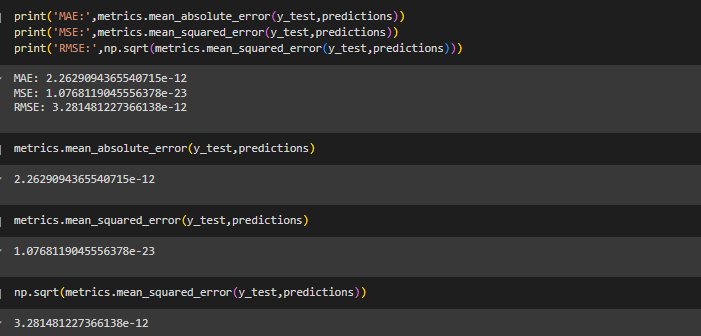 print('MAE:',metrics.mean_absolute_error(y_test,predictions))
print('MSE:',metrics.mean_squared_error(y_test,predictions))
print('RMSE:',np.sqrt(metrics.mean_squared_error(y_test,predictions)))
MAE: 2.2629094365540715e-12
MSE: 1.0768119045556378e-23
RMSE: 3.281481227366138e-12
metrics.mean_absolute_error(y_test,predictions)
2.2629094365540715e-12
metrics.mean_squared_error(y_test,predictions)
1.0768119045556378e-23
np.sqrt(metrics.mean_squared_error(y_test,predictions))
3.281481227366138e-12